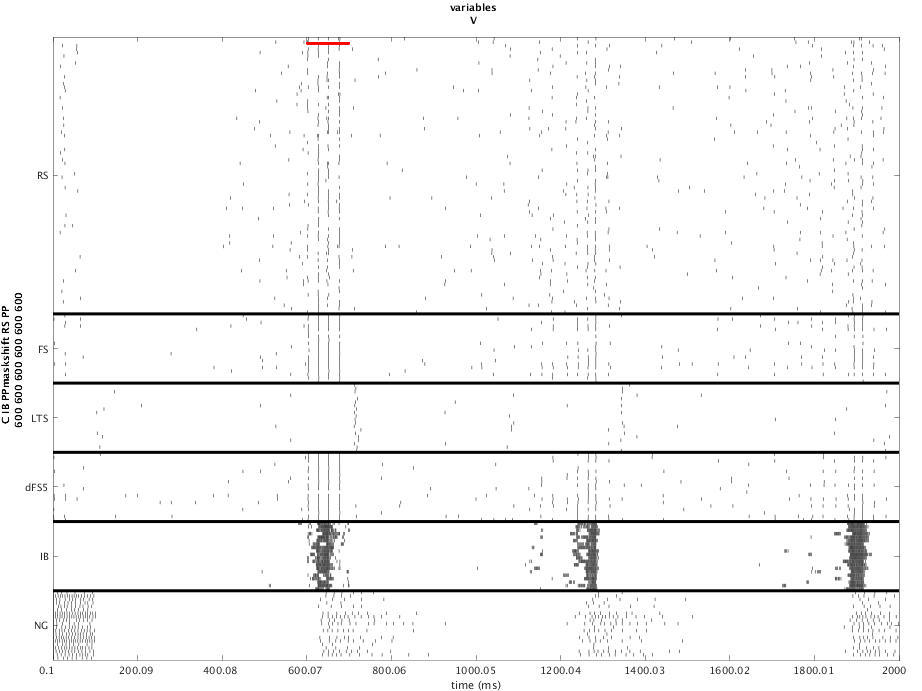 variables
V
C IB PPmaskshift RS PP
600 600 600 600 600 600 600
RS
FS
LTS
dFS5
IB
NG
0.1 200.09 400.08 600.07 800.06 1000.05 1200.04 1400.03 1600.02 1800.01 2000
time (ms)